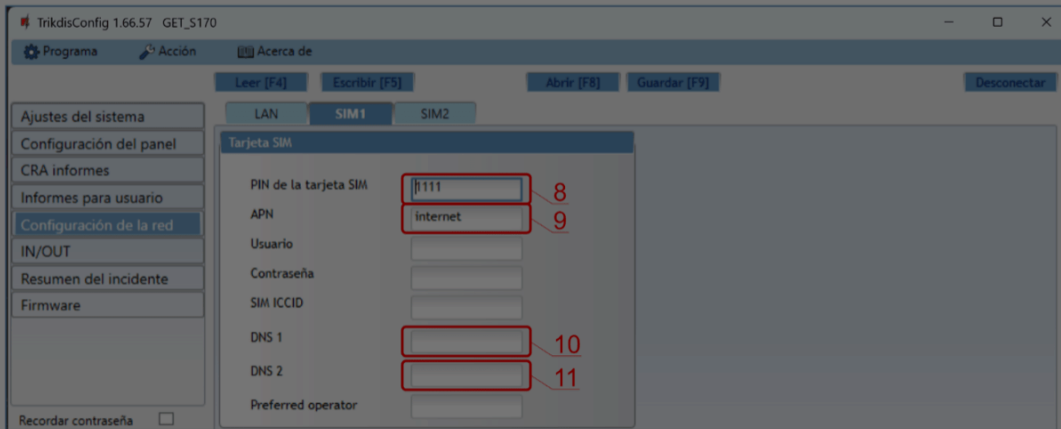 TrikdisConfig 1.66.57 GET_S170
Programa Acción Acerca de
Leer [F4] Escribir [F5] Abrir [F8] Guardar [F9] Desconectar
Ajustes del sistema
Configuración del panel
CRA informes
Informes para usuario
Configuración de la red
IN/OUT
Resumen del incidente
Firmware
Recordar contraseña
LAN SIM1 SIM2
Tarjeta SIM
PIN de la tarjeta SIM 1111 8
APN internet 9
Usuario
Contraseña
SIM ICCID
DNS 1 10
DNS 2 11
Preferred operator